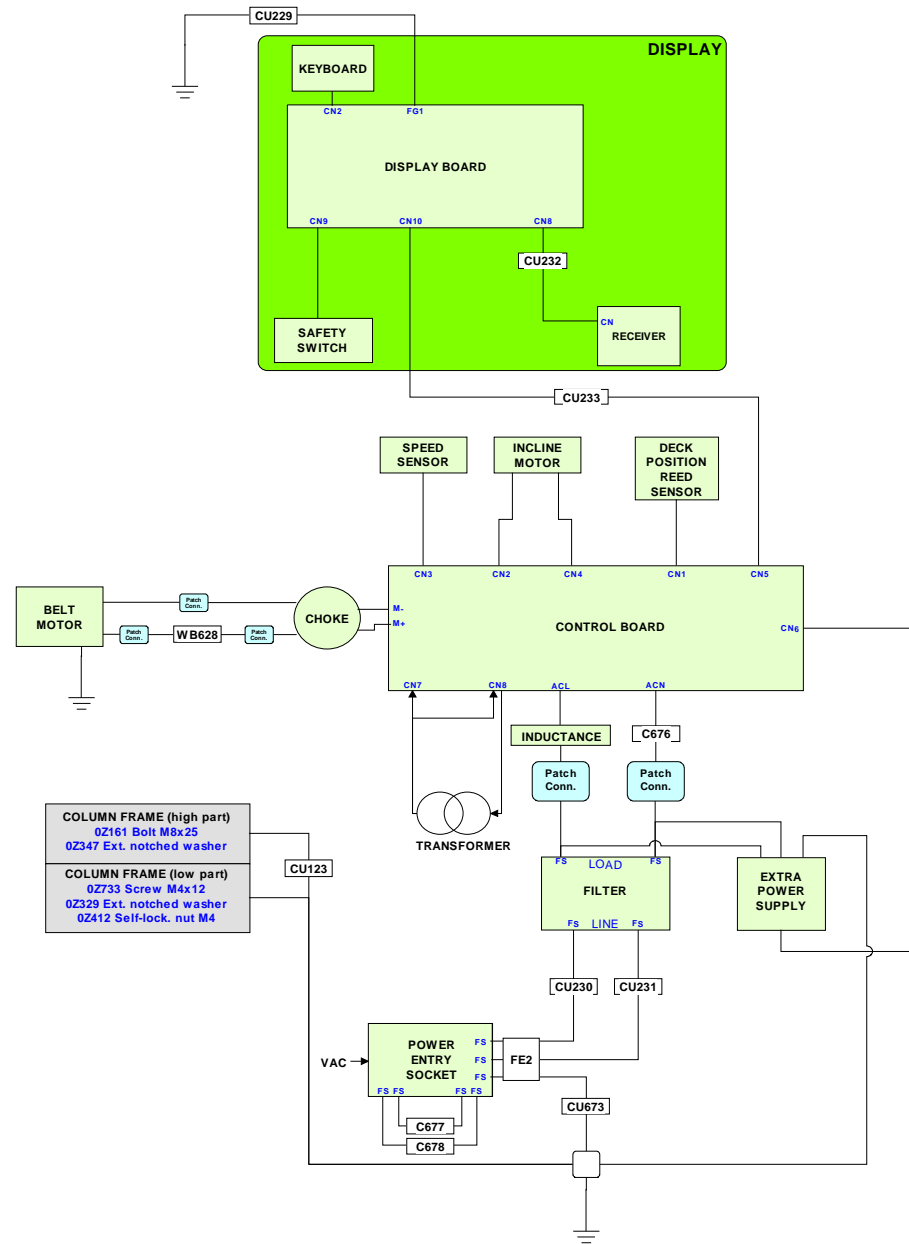 CU229
DISPLAY
KEYBOARD
CN2
FG1
DISPLAY BOARD
CN9
CN10
CN8
CU232
CN
RECEIVER
SAFETY
SWITCH
CU233
SPEED
SENSOR
INCLINE
MOTOR
DECK
POSITION
REED
SENSOR
CN3
CN2
CN4
CN1
CN5
BELT
MOTOR
Patch
Conn.
Patch
Conn.
WB628
Patch
Conn.
CHOKE
M-
M+
CONTROL BOARD
CN6
CN7
CN8
ACL
ACN
INDUCTANCE
C676
Patch
Conn.
Patch
Conn.
TRANSFORMER
COLUMN FRAME (high part)
0Z161 Bolt M8x25
0Z347 Ext. notched washer
COLUMN FRAME (low part)
0Z733 Screw M4x12
0Z329 Ext. notched washer
0Z412 Self-lock. nut M4
CU123
FS
LOAD
FS
FILTER
FS
LINE
FS
EXTRA
POWER
SUPPLY
CU230
CU231
VAC
POWER
ENTRY
SOCKET
FS
FS
FS
FE2
FS FS
FS FS
C677
C678
CU673